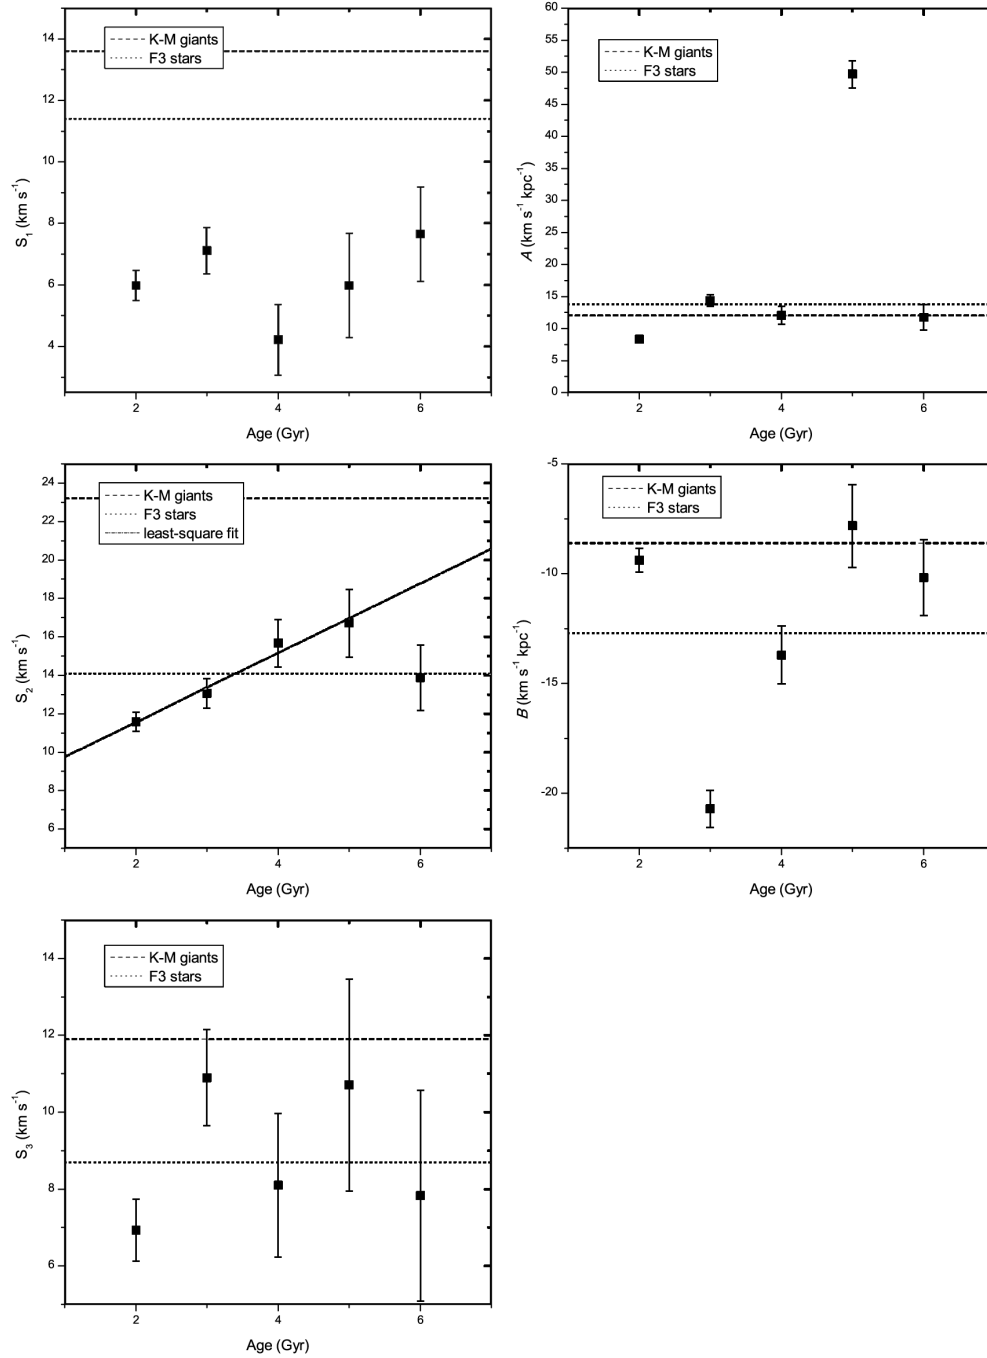 14
12
10
8
6
4
S1 (km s-1)
K-M giants
F3 stars
2
4
6
Age (Gyr)
60
55
50
45
40
35
30
25
20
15
10
5
0
A (km s-1 kpc-1)
K-M giants
F3 stars
2
4
6
Age (Gyr)
24
22
20
18
16
14
12
10
8
6
S2 (km s-1)
K-M giants
F3 stars
least-square fit
2
4
6
Age (Gyr)
-5
-10
-15
-20
B (km s-1 kpc-1)
K-M giants
F3 stars
2
4
6
Age (Gyr)
14
12
10
8
6
S3 (km s-1)
K-M giants
F3 stars
2
4
6
Age (Gyr)